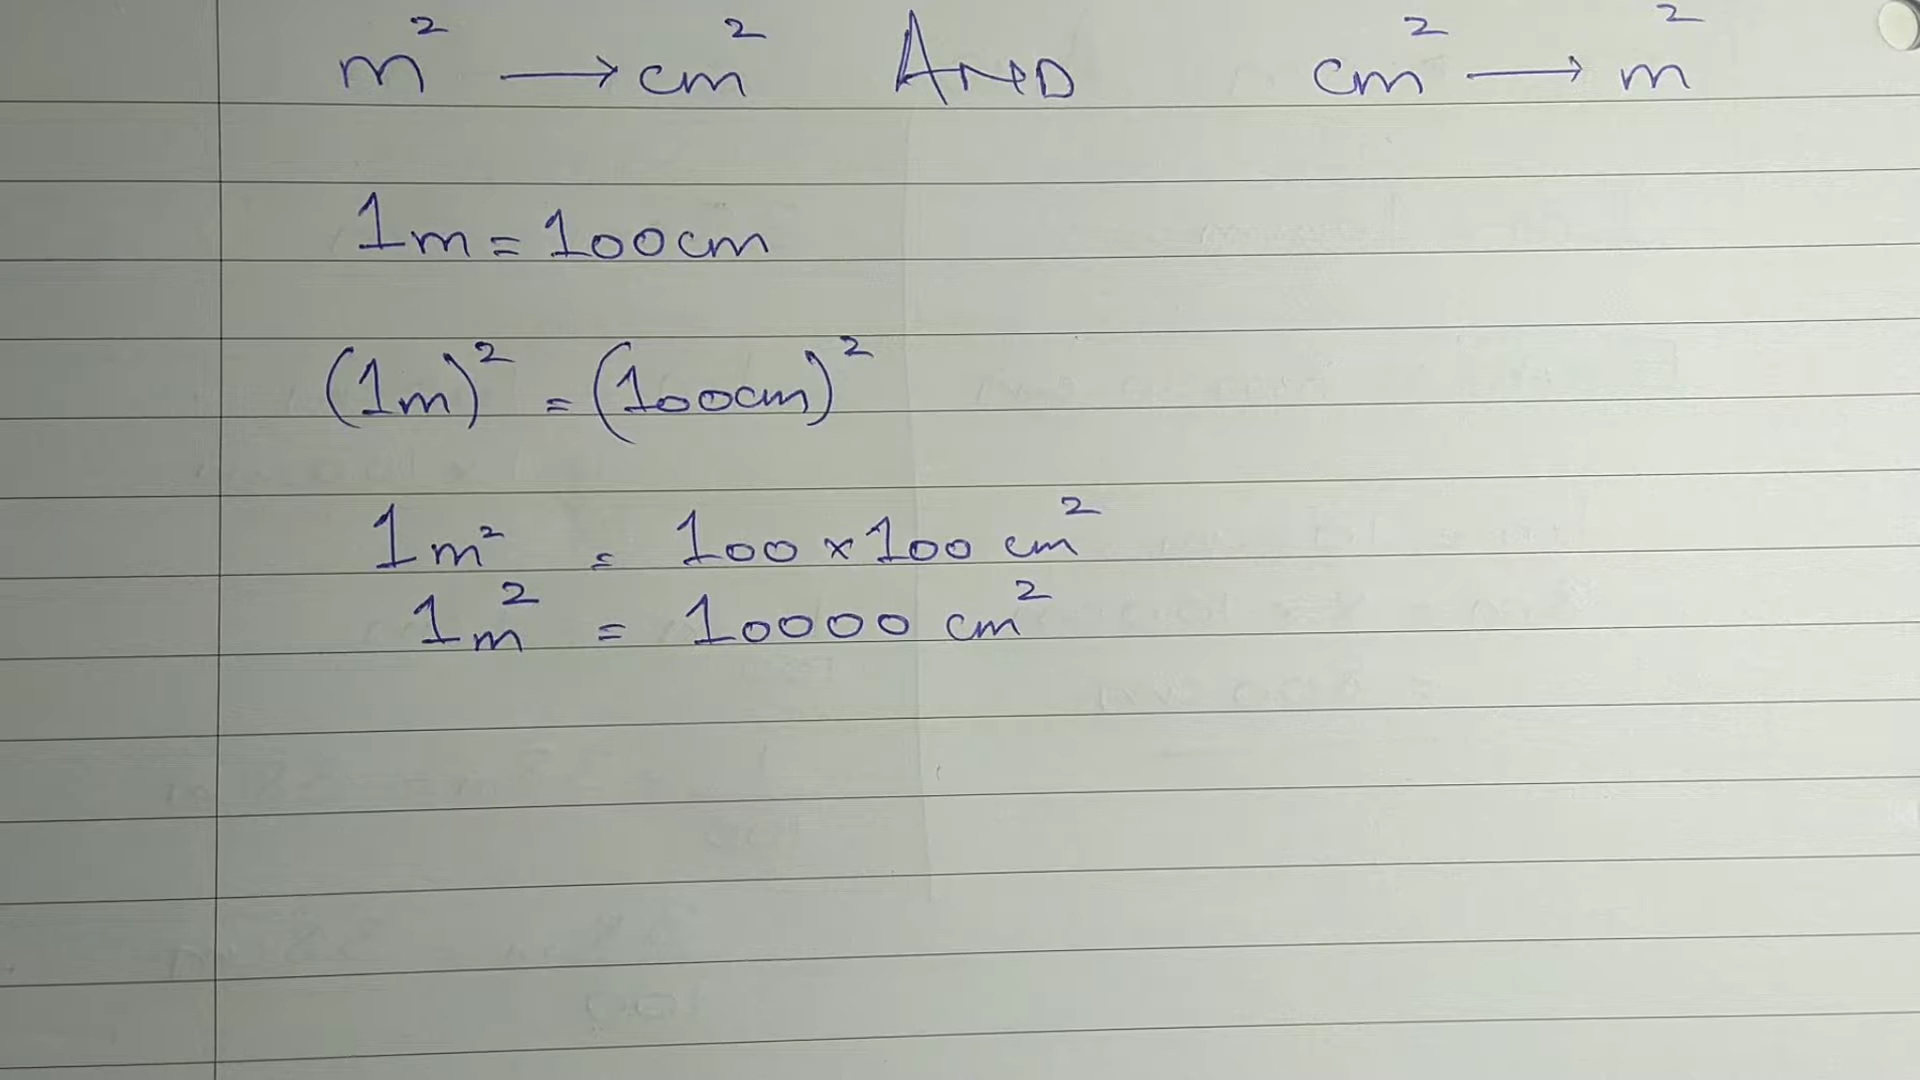 m² → cm² AND cm² → m²
1m = 100cm
(1m)² = (100cm)²
1m² = 100 × 100 cm²
1m² = 10000 cm²